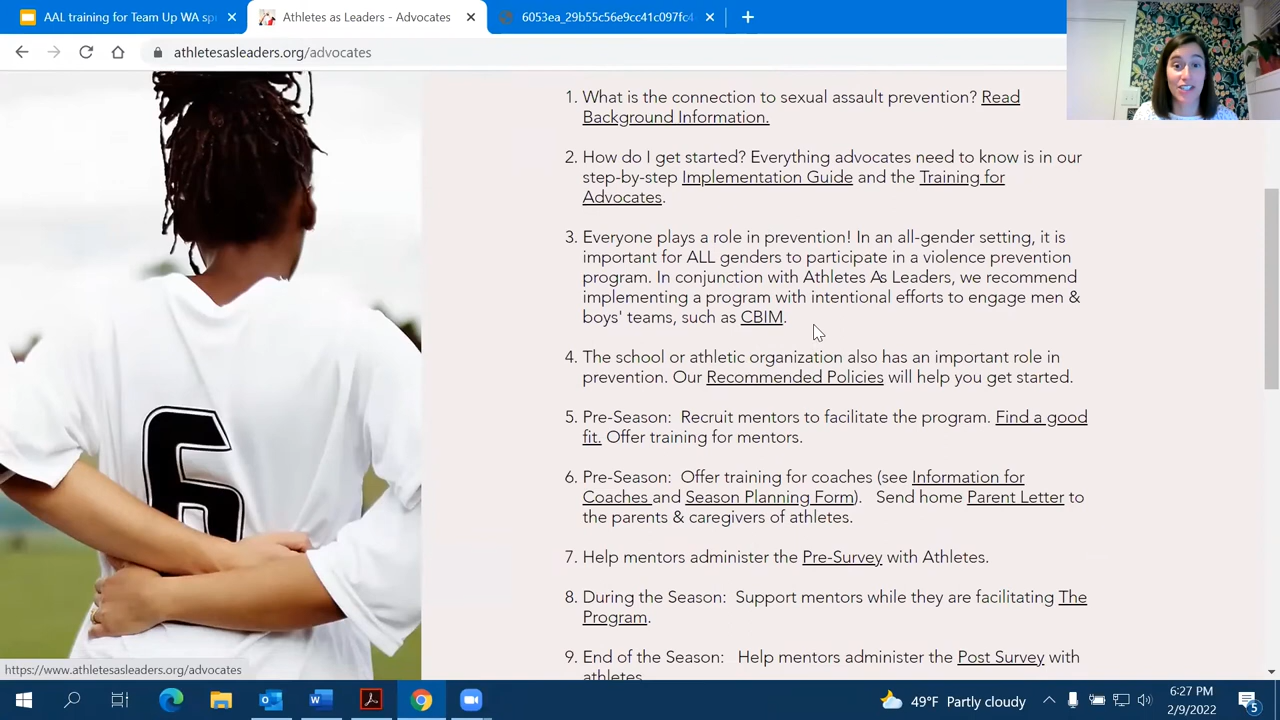 AAL training for Team Up WA sp
Athletes as Leaders - Advocates
6053ea_29b55c56e9cc41c097fc4
athletesasleaders.org/advocates
1. What is the connection to sexual assault prevention? Read
Background Information.
2. How do I get started? Everything advocates need to know is in our
step-by-step Implementation Guide and the Training for
Advocates.
3. Everyone plays a role in prevention! In an all-gender setting, it is
important for ALL genders to participate in a violence prevention
program. In conjunction with Athletes As Leaders, we recommend
implementing a program with intentional efforts to engage men &
boys' teams, such as CBIM.
4. The school or athletic organization also has an important role in
prevention. Our Recommended Policies will help you get started.
5. Pre-Season: Recruit mentors to facilitate the program. Find a good
fit. Offer training for mentors.
6. Pre-Season: Offer training for coaches (see Information for
Coaches and Season Planning Form). Send home Parent Letter to
the parents & caregivers of athletes.
7. Help mentors administer the Pre-Survey with Athletes.
8. During the Season: Support mentors while they are facilitating The
Program.
9. End of the Season: Help mentors administer the Post Survey with
athletes.
6
https://www.athletesasleaders.org/advocates
49°F Partly cloudy
6:27 PM
2/9/2022
5